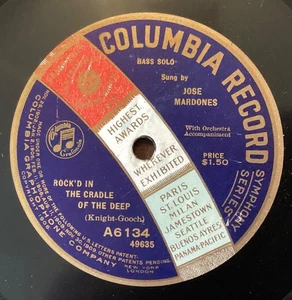 COLUMBIA RECORD
SYMPHONY
SERIES
BASS SOLO
Sung by
JOSE
MARDONES
With Orchestra
Accompaniment
PRICE
$1.50
HIGHEST
AWARDS
WHEREVER
EXHIBITED
PARIS
ST. LOUIS
MILAN
JAMESTOWN
SEATTLE
BUENOS AYRES
PANAMA-PACIFIC
ROCK'D IN
THE CRADLE
OF THE DEEP
(Knight-Gooch)
A6134
49635
COLUMBIA GRAPHOPHONE COMPANY
NEW YORK
LONDON